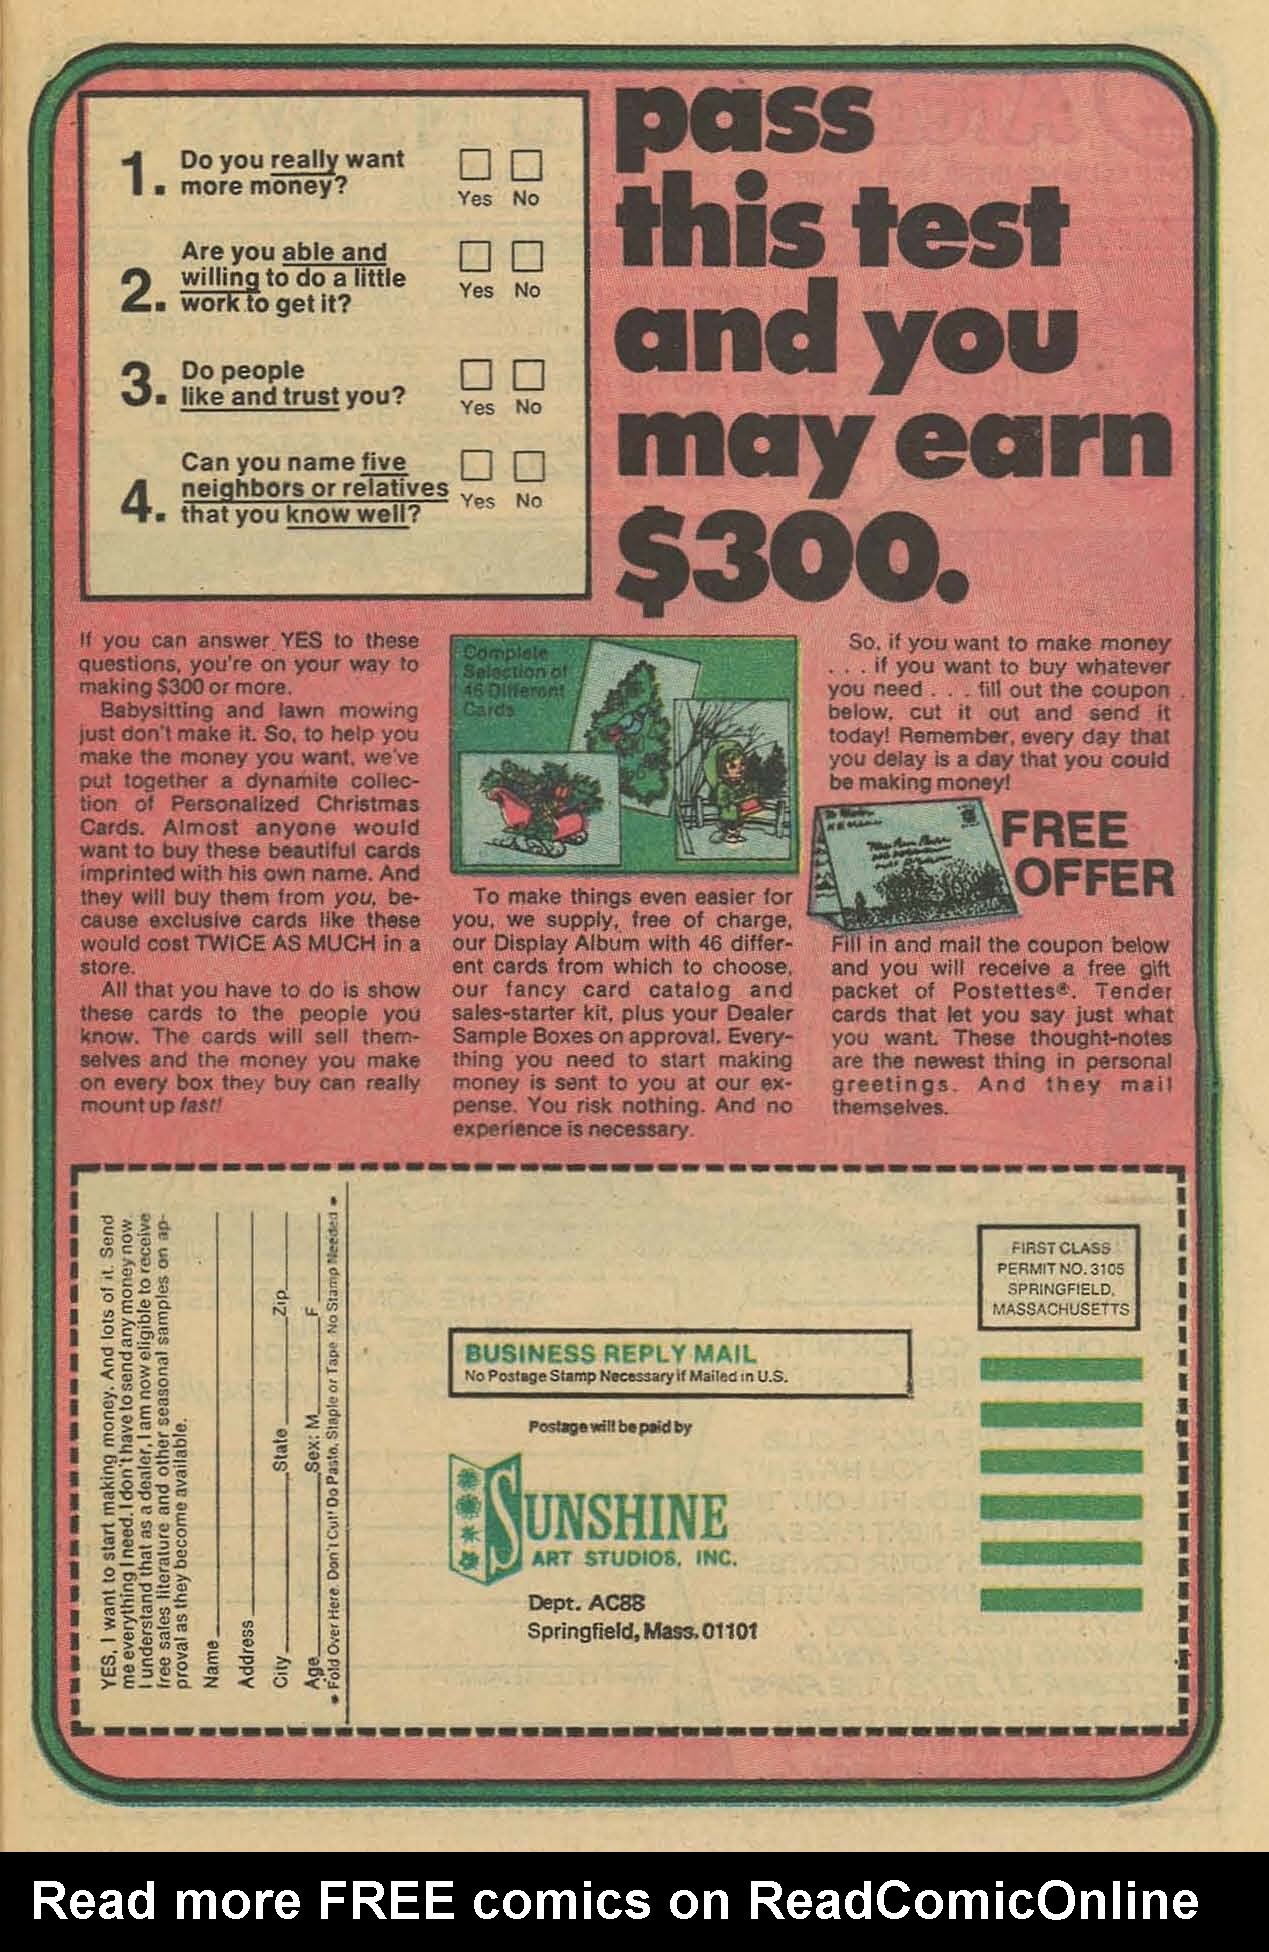 pass
this test
and you
may earn
$300.
1. Do you really want
more money?
Yes No
2. Are you able and
willing to do a little
work to get it?
Yes No
3. Do people
like and trust you?
Yes No
4. Can you name five
neighbors or relatives
that you know well?
Yes No
If you can answer YES to these
questions, you're on your way to
making $300 or more.
Babysitting and lawn mowing
just don't make it. So, to help you
make the money you want, we've
put together a dynamite collec-
tion of Personalized Christmas
Cards. Almost anyone would
want to buy these beautiful cards
imprinted with his own name. And
they will buy them from you, be-
cause exclusive cards like these
would cost TWICE AS MUCH in a
store.
All that you have to do is show
these cards to the people you
know. The cards will sell them-
selves and the money you make
on every box they buy can really
mount up fast!
Complete
Selection of
46 Different
Cards
To make things even easier for
you, we supply, free of charge,
our Display Album with 46 differ-
ent cards from which to choose,
our fancy card catalog and
sales-starter kit, plus your Dealer
Sample Boxes on approval. Every-
thing you need to start making
money is sent to you at our ex-
pense. You risk nothing. And no
experience is necessary.
So, if you want to make money
. . . if you want to buy whatever
you need . . . fill out the coupon
below, cut it out and send it
today! Remember, every day that
you delay is a day that you could
be making money!
FREE
OFFER
Fill in and mail the coupon below
and you will receive a free gift
packet of Postettes®. Tender
cards that let you say just what
you want. These thought-notes
are the newest thing in personal
greetings. And they mail
themselves.
YES, I want to start making money. And lots of it. Send
me everything I need. I don't have to send any money now.
I understand that as a dealer, I am now eligible to receive
free sales literature and other seasonal samples on ap-
proval as they become available.
Name
Address
City State Zip
Age Sex: M F
• Fold Over Here. Don't Cut! Do Paste, Staple or Tape. No Stamp Needed •
FIRST CLASS
PERMIT NO. 3105
SPRINGFIELD,
MASSACHUSETTS
BUSINESS REPLY MAIL
No Postage Stamp Necessary if Mailed in U.S.
Postage will be paid by
SUNSHINE
ART STUDIOS, INC.
Dept. AC88
Springfield, Mass. 01101
Read more FREE comics on ReadComicOnline